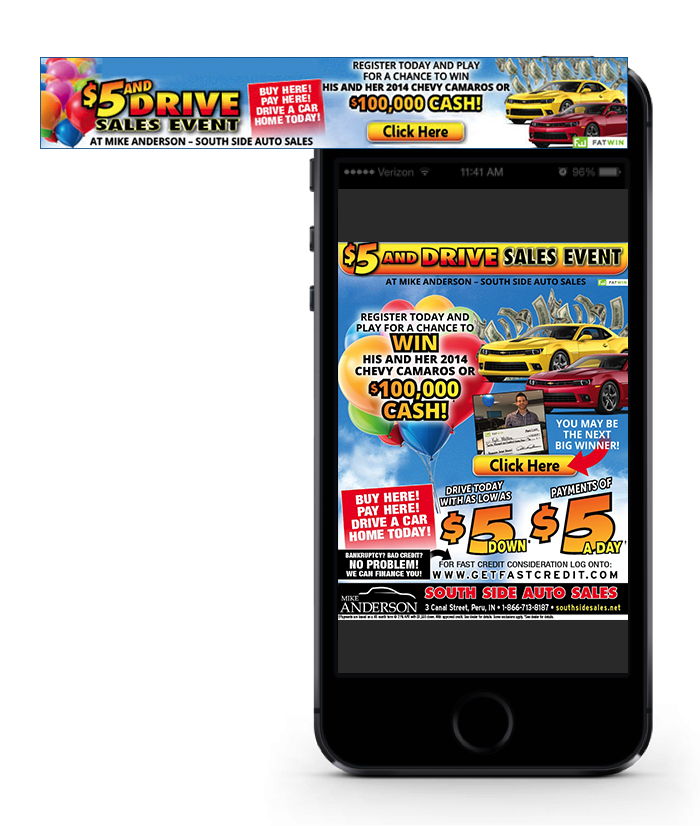 $5 AND DRIVE
SALES EVENT
AT MIKE ANDERSON – SOUTH SIDE AUTO SALES
BUY HERE!
PAY HERE!
DRIVE A CAR
HOME TODAY!
REGISTER TODAY AND PLAY
FOR A CHANCE TO WIN
HIS AND HER 2014 CHEVY CAMAROS OR
$100,000 CASH!
Click Here
FATWIN
Verizon 11:41 AM 96%
$5 AND DRIVE SALES EVENT
AT MIKE ANDERSON – SOUTH SIDE AUTO SALES
FATWIN
REGISTER TODAY AND
PLAY FOR A CHANCE TO
WIN
HIS AND HER 2014
CHEVY CAMAROS OR
$100,000
CASH!
YOU MAY BE
THE NEXT
BIG WINNER!
Click Here
BUY HERE!
PAY HERE!
DRIVE A CAR
HOME TODAY!
DRIVE TODAY
WITH AS LOW AS
$5 DOWN*
PAYMENTS OF
$5 A-DAY*
BANKRUPTCY? BAD CREDIT?
NO PROBLEM!
WE CAN FINANCE YOU!
FOR FAST CREDIT CONSIDERATION LOG ONTO:
WWW.GETFASTCREDIT.COM
MIKE
ANDERSON
SOUTH SIDE AUTO SALES
3 Canal Street, Peru, IN • 1-866-713-8187 • southsidesales.net